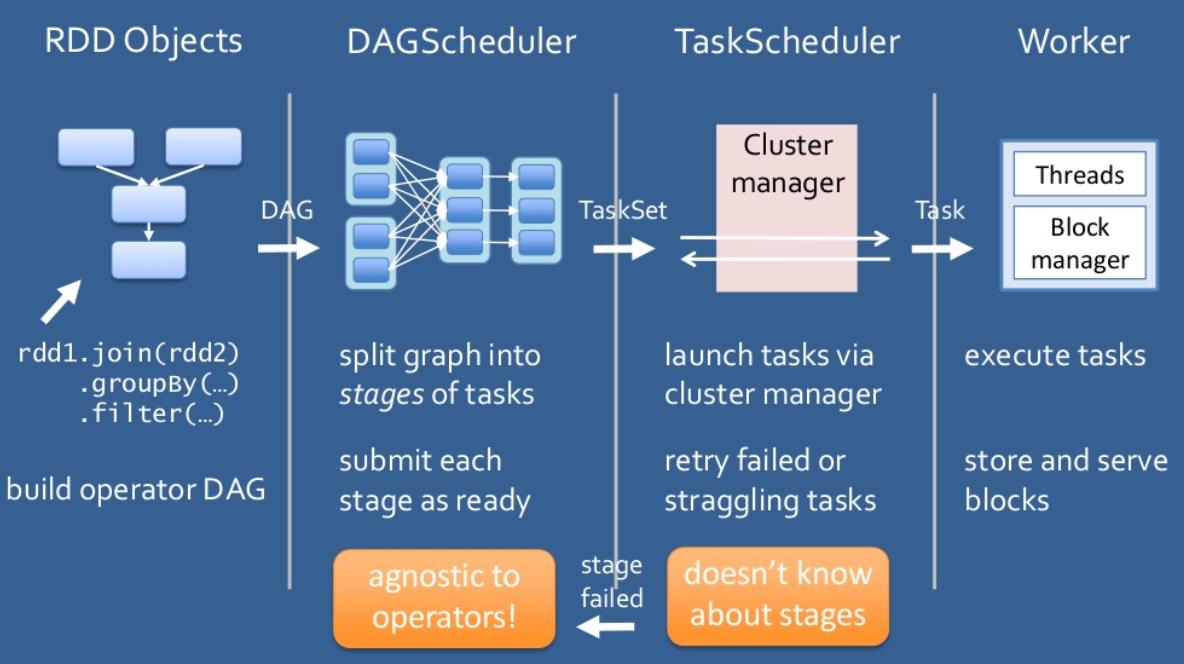 RDD Objects
DAGScheduler
TaskScheduler
Worker
DAG
TaskSet
Cluster
manager
Task
Threads
Block
manager
rdd1.join(rdd2)
.groupBy(…)
.filter(…)
build operator DAG
split graph into
stages of tasks
submit each
stage as ready
agnostic to
operators!
launch tasks via
cluster manager
retry failed or
straggling tasks
stage
failed
doesn’t know
about stages
execute tasks
store and serve
blocks